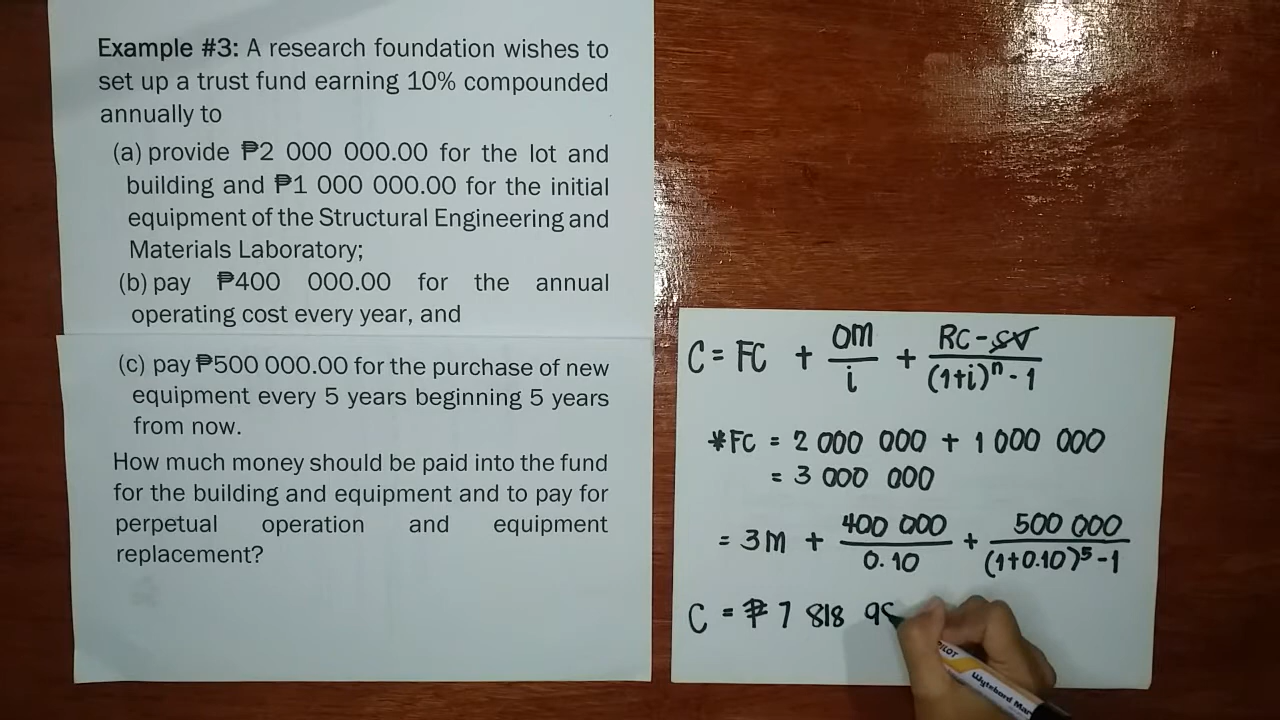 Example #3: A research foundation wishes to
set up a trust fund earning 10% compounded
annually to
(a) provide ₱2 000 000.00 for the lot and
building and ₱1 000 000.00 for the initial
equipment of the Structural Engineering and
Materials Laboratory;
(b) pay ₱400 000.00 for the annual
operating cost every year, and
(c) pay ₱500 000.00 for the purchase of new
equipment every 5 years beginning 5 years
from now.
How much money should be paid into the fund
for the building and equipment and to pay for
perpetual operation and equipment
replacement?
C = FC + OM/i + (RC - SV)/((1+i)^n - 1)
*FC = 2 000 000 + 1 000 000
= 3 000 000
= 3M + 400 000/0.10 + 500 000/((1+0.10)^5 - 1)
C = ₱ 7 818 9
PILOT
Wytebord Mar